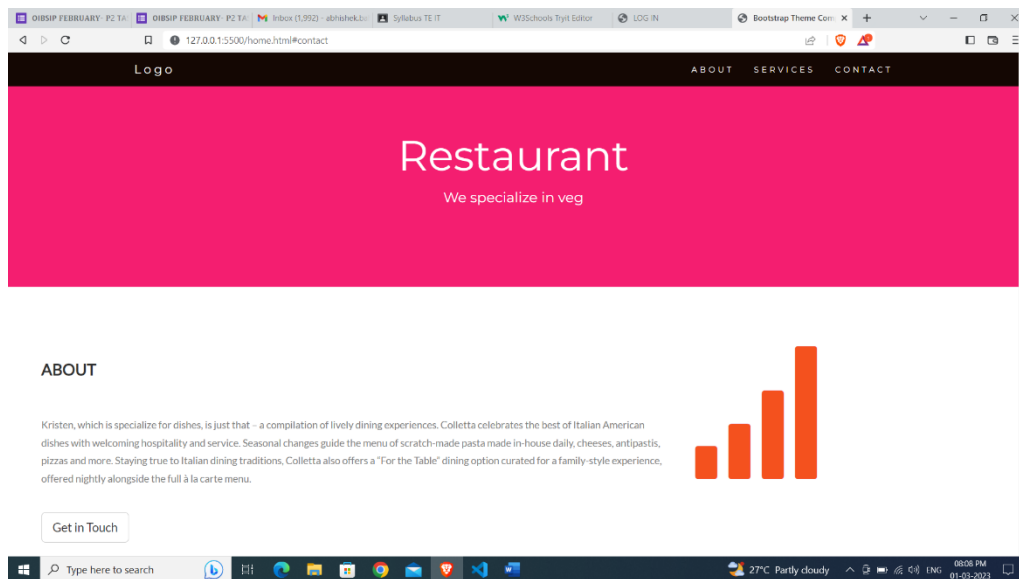 OIBSIP FEBRUARY- P2 TA
OIBSIP FEBRUARY- P2 TA
Inbox (1,992) - abhishek.ba
Syllabus TE IT
W3Schools Tryit Editor
LOG IN
Bootstrap Theme Com
127.0.0.1:5500/home.html#contact
Logo
ABOUT SERVICES CONTACT
Restaurant
We specialize in veg
ABOUT
Kristen, which is specialize for dishes, is just that – a compilation of lively dining experiences. Colletta celebrates the best of Italian American
dishes with welcoming hospitality and service. Seasonal changes guide the menu of scratch-made pasta made in-house daily, cheeses, antipastis,
pizzas and more. Staying true to Italian dining traditions, Colletta also offers a "For the Table" dining option curated for a family-style experience,
offered nightly alongside the full à la carte menu.
Get in Touch
Type here to search
27°C Partly cloudy
ENG
08:08 PM
01-03-2023